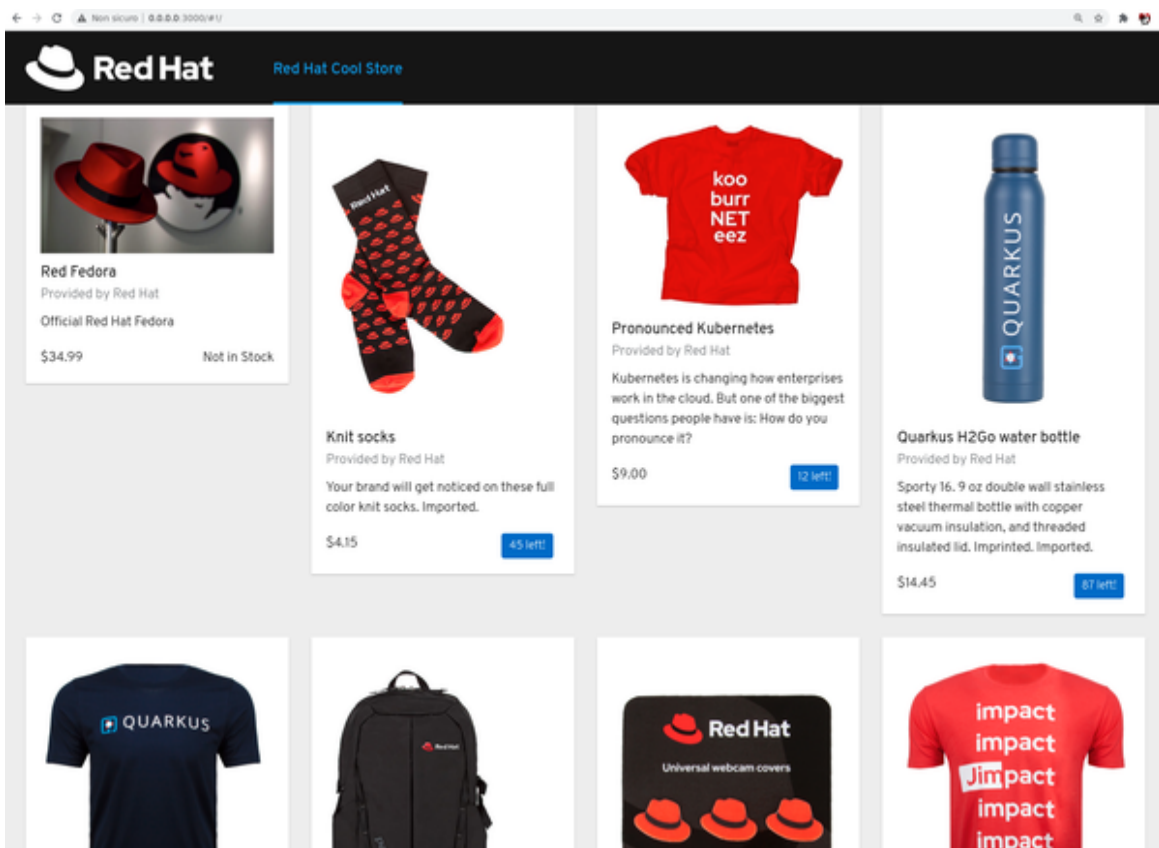 Non sicuro | 0.0.0.0:3000/#!/
Red Hat
Red Hat Cool Store
Red Fedora
Provided by Red Hat
Official Red Hat Fedora
$34.99
Not in Stock
Red Hat
Knit socks
Provided by Red Hat
Your brand will get noticed on these full
color knit socks. Imported.
$4.15
45 left!
koo
burr
NET
eez
Pronounced Kubernetes
Provided by Red Hat
Kubernetes is changing how enterprises
work in the cloud. But one of the biggest
questions people have is: How do you
pronounce it?
$9.00
12 left!
QUARKUS
Quarkus H2Go water bottle
Provided by Red Hat
Sporty 16. 9 oz double wall stainless
steel thermal bottle with copper
vacuum insulation, and threaded
insulated lid. Imprinted. Imported.
$14.45
87 left!
QUARKUS
Red Hat
Red Hat
Universal webcam covers
impact
impact
Jimpact
impact
impact